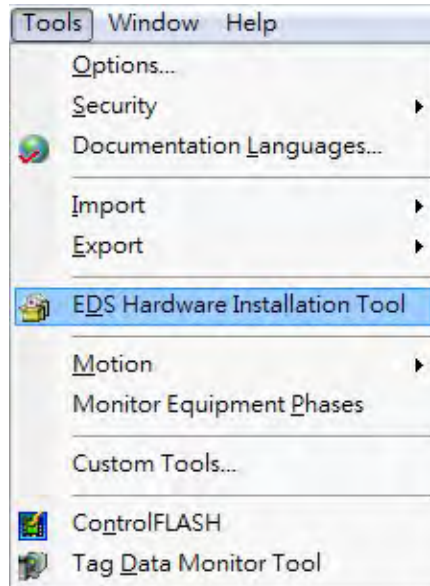 Tools Window Help
Options...
Security
Documentation Languages...
Import
Export
EDS Hardware Installation Tool
Motion
Monitor Equipment Phases
Custom Tools...
ControlFLASH
Tag Data Monitor Tool